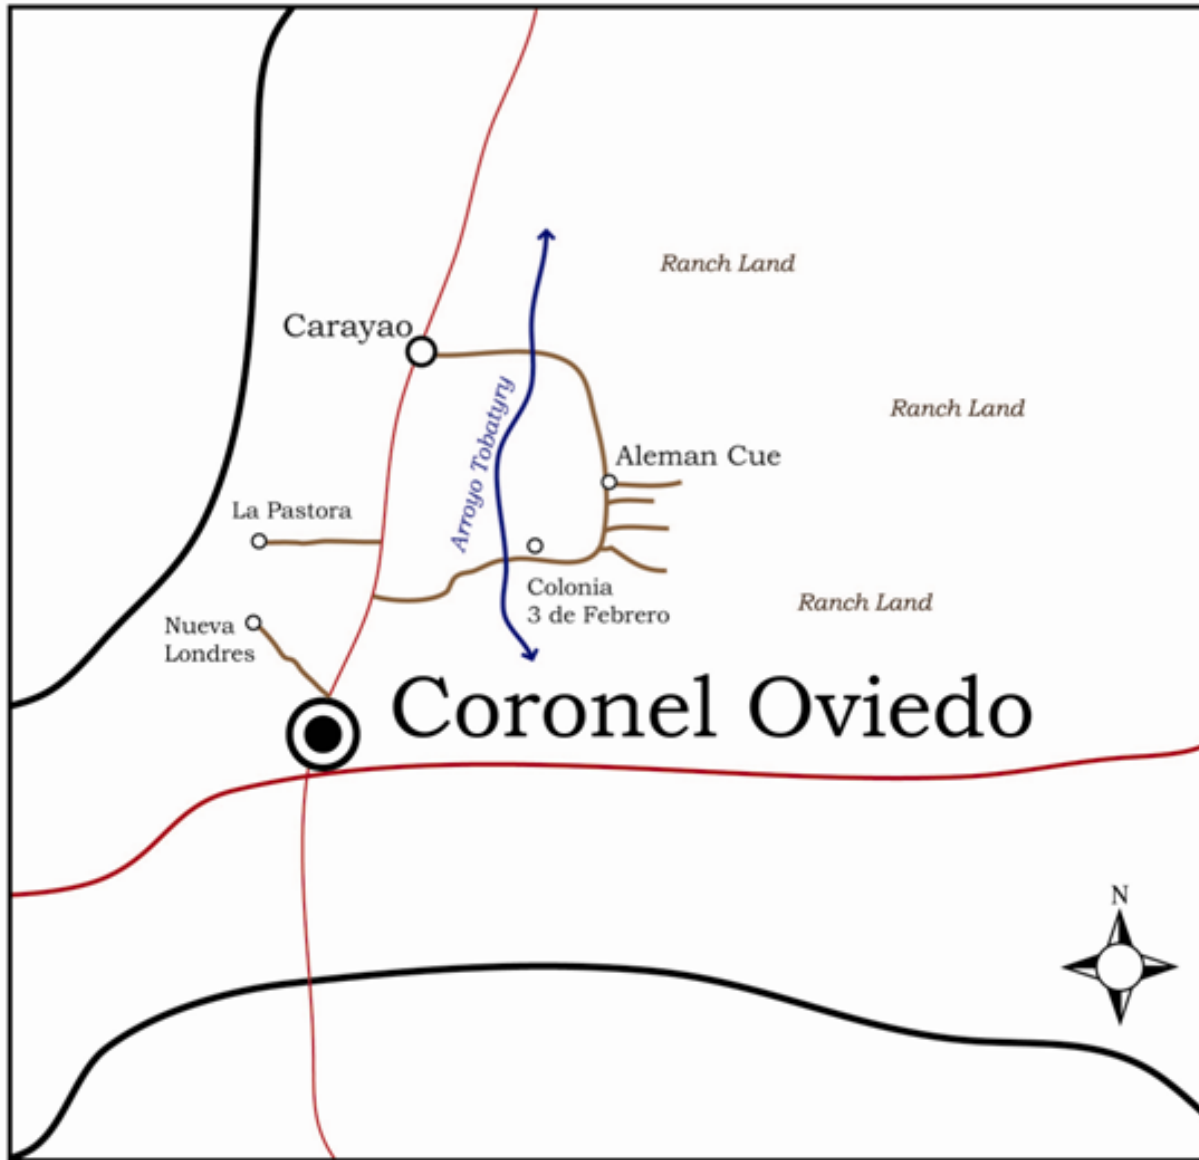 Ranch Land
Carayao
Arroyo Tobatyry
Ranch Land
Aleman Cue
La Pastora
Colonia
3 de Febrero
Ranch Land
Nueva
Londres
Coronel Oviedo
N